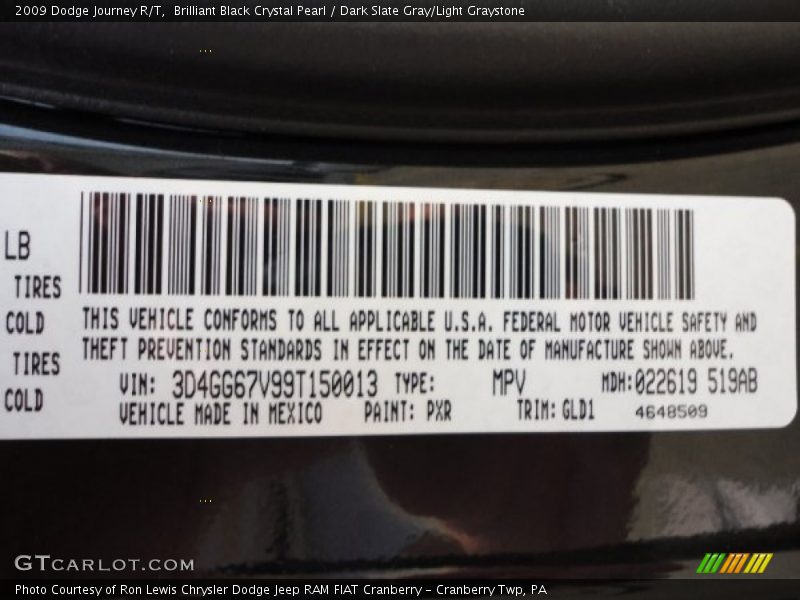 2009 Dodge Journey R/T,  Brilliant Black Crystal Pearl / Dark Slate Gray/Light Graystone
LB
TIRES
COLD
TIRES
COLD
THIS VEHICLE CONFORMS TO ALL APPLICABLE U.S.A. FEDERAL MOTOR VEHICLE SAFETY AND
THEFT PREVENTION STANDARDS IN EFFECT ON THE DATE OF MANUFACTURE SHOWN ABOVE.
VIN: 3D4GG67V99T150013 TYPE: MPV MDH:022619 519AB
VEHICLE MADE IN MEXICO PAINT: PXR TRIM: GLD1 4648509
GTCARLOT.COM
Photo Courtesy of Ron Lewis Chrysler Dodge Jeep RAM FIAT Cranberry – Cranberry Twp, PA